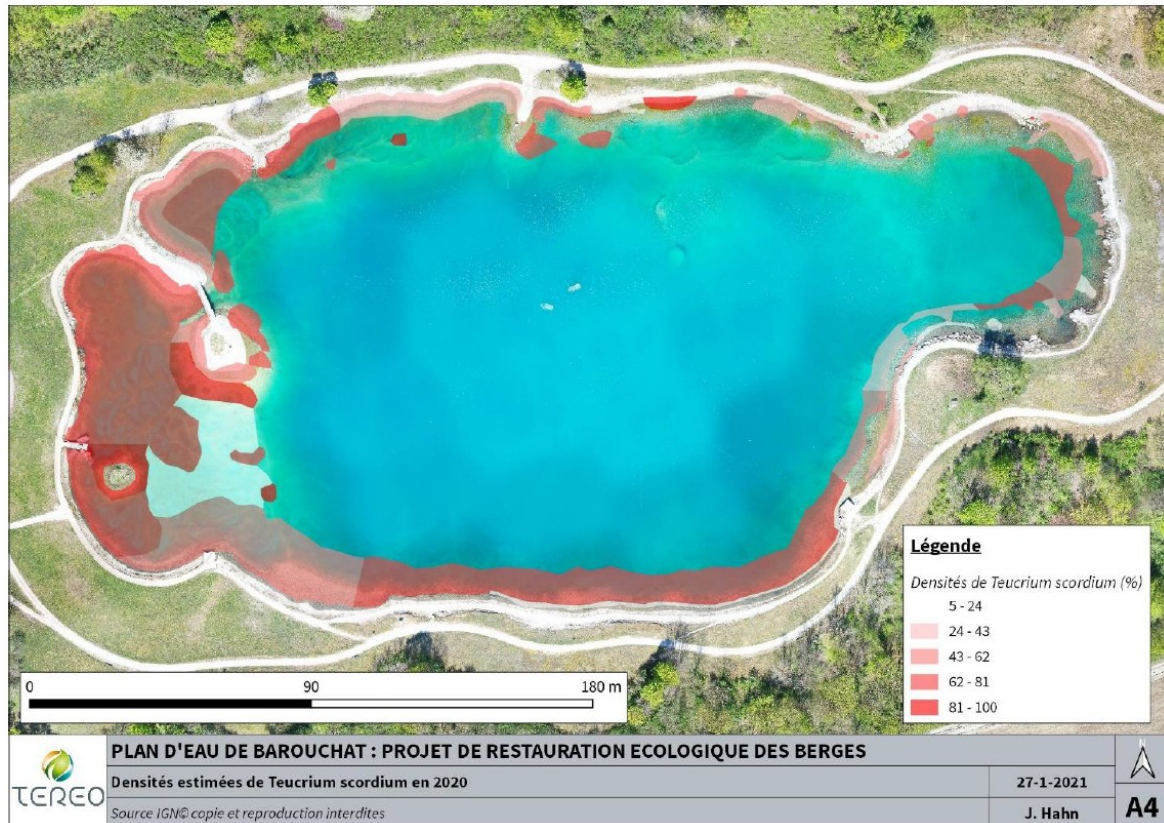 Légende
Densités de Teucrium scordium (%)
5 - 24
24 - 43
43 - 62
62 - 81
81 - 100
0 90 180 m
TEREO
PLAN D'EAU DE BAROUCHAT : PROJET DE RESTAURATION ECOLOGIQUE DES BERGES
Densités estimées de Teucrium scordium en 2020
27-1-2021
Source IGN© copie et reproduction interdites
J. Hahn
A4